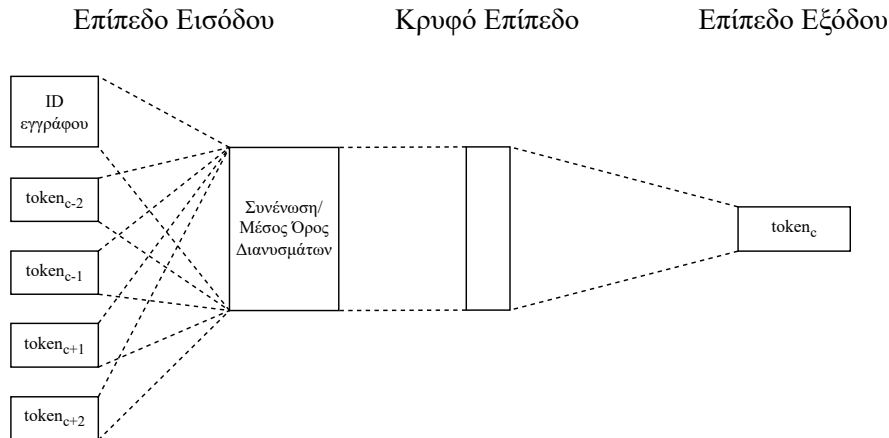 Επίπεδο Εισόδου
Κρυφό Επίπεδο
Επίπεδο Εξόδου
ID
εγγράφου
token_c-2
token_c-1
token_c+1
token_c+2
Συνένωση/
Μέσος Όρος
Διανυσμάτων
token_c